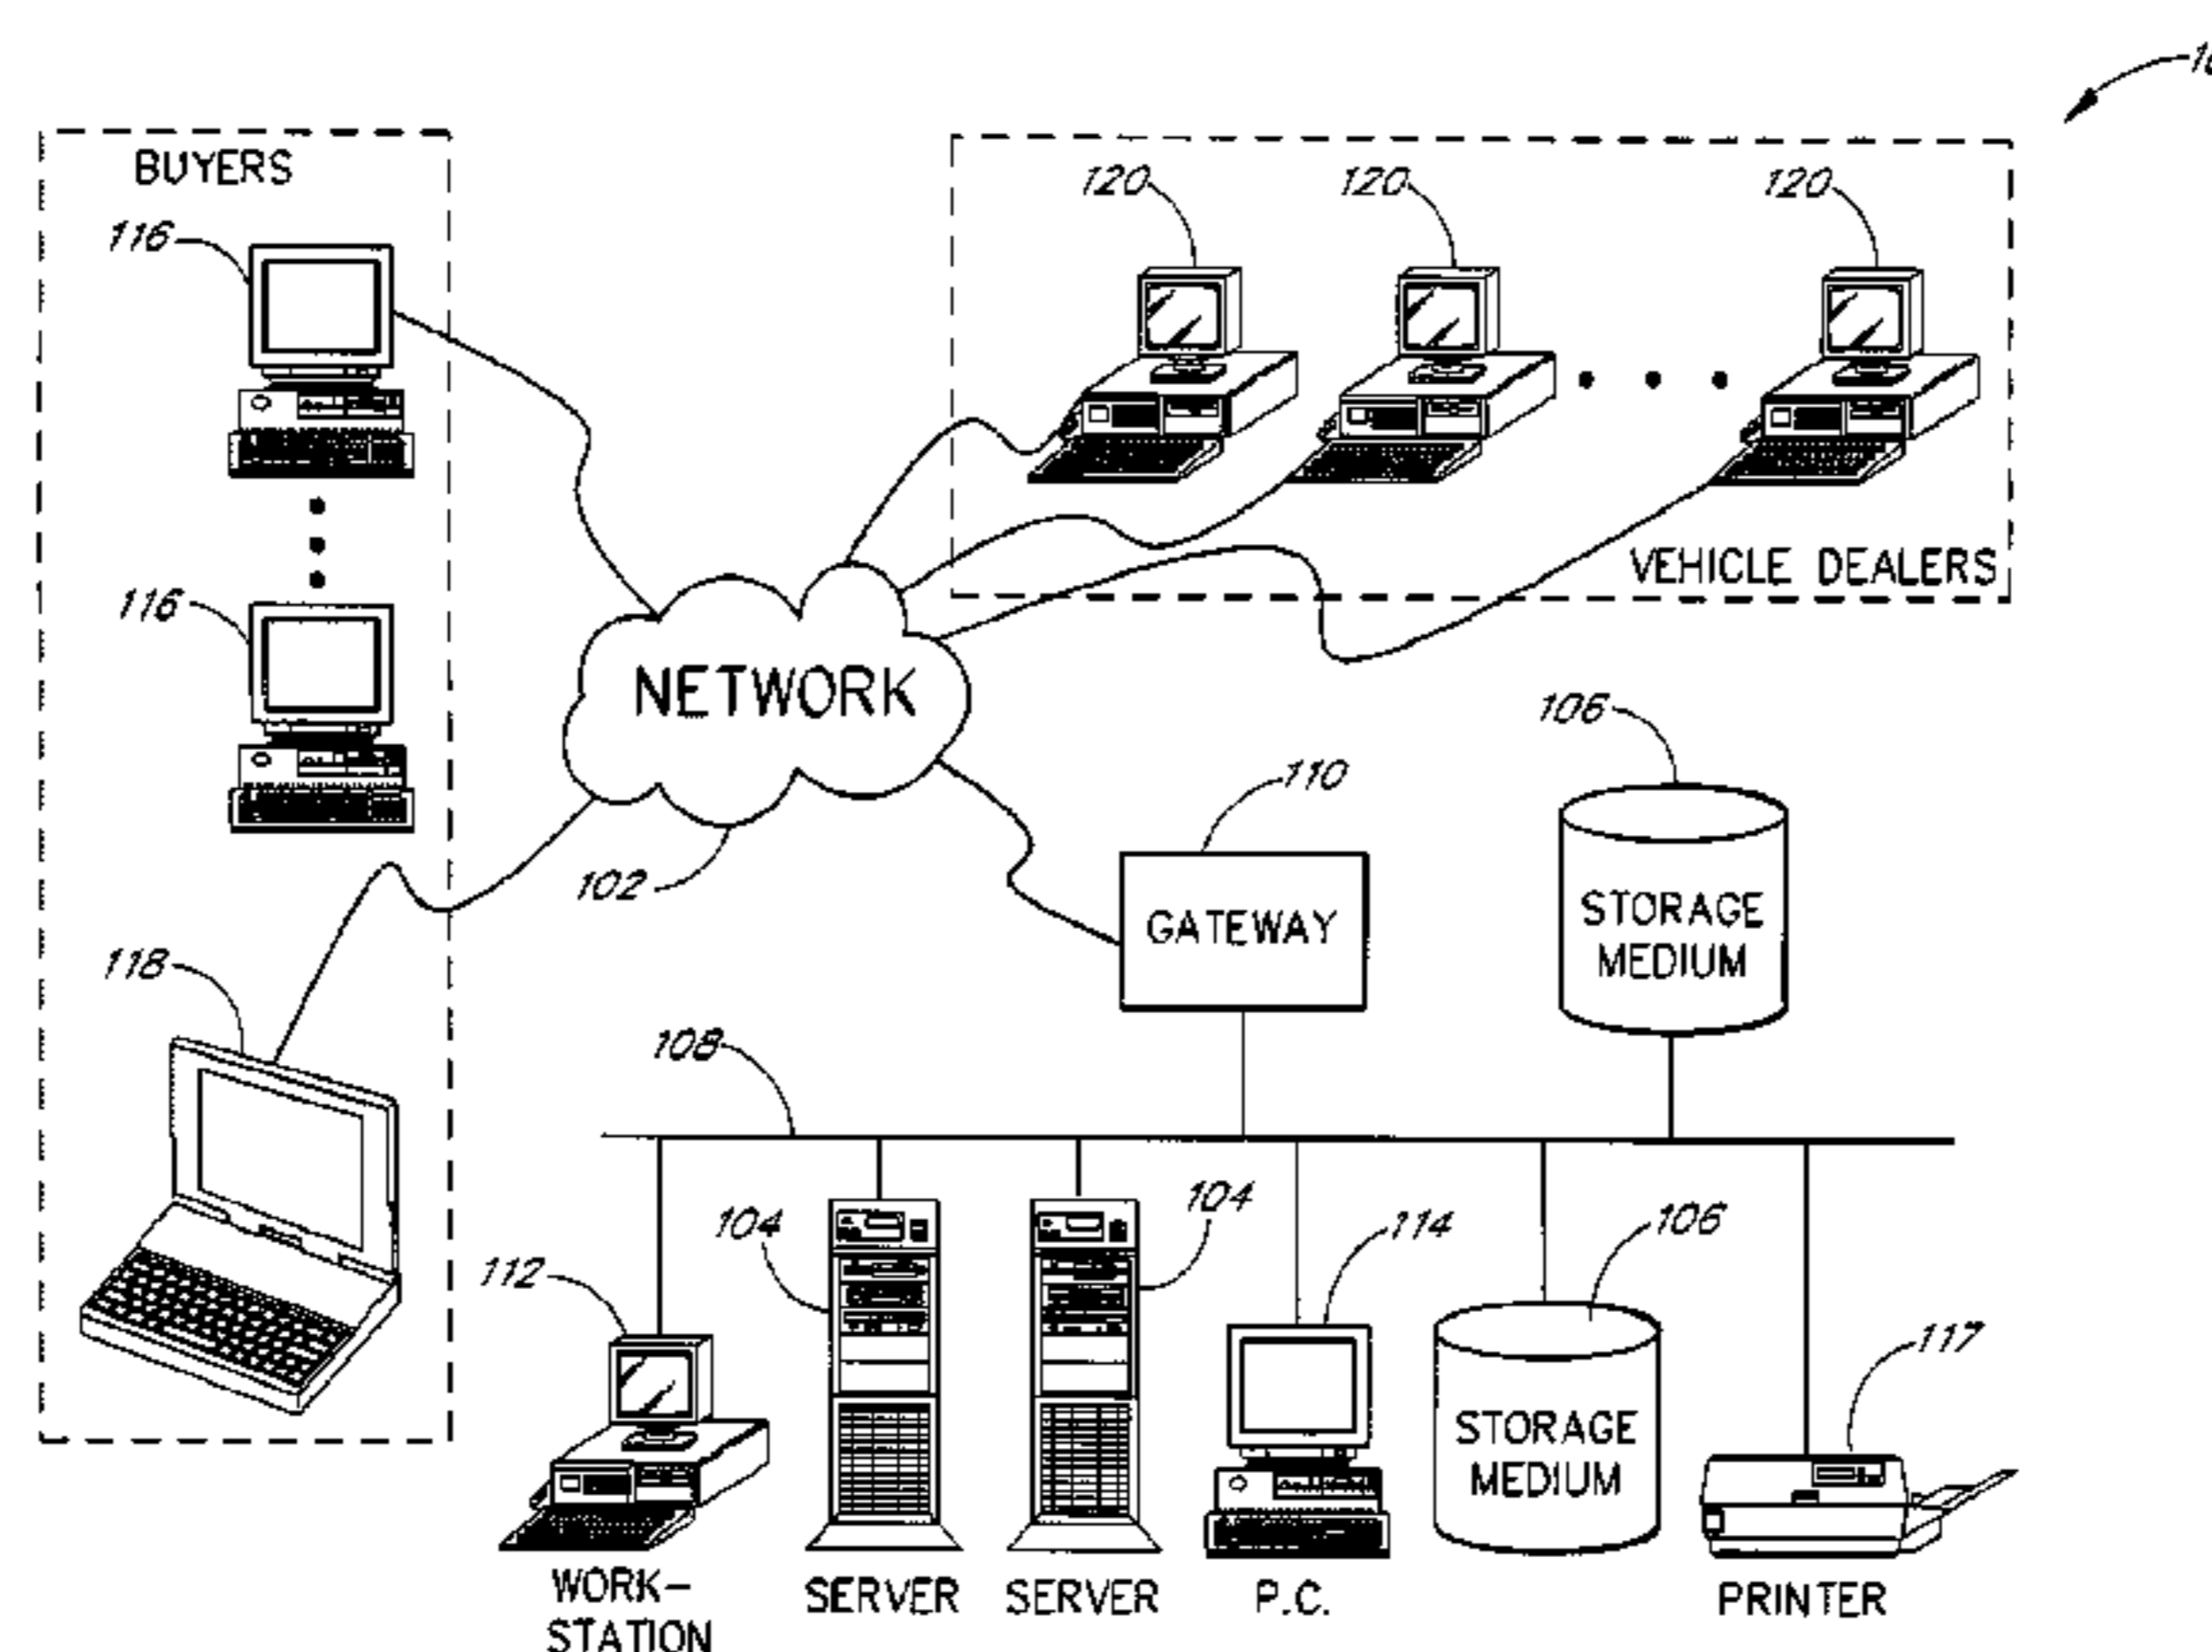 BUYERS
116
120
120
120
116
VEHICLE DEALERS
NETWORK
106
110
102
GATEWAY
STORAGE
MEDIUM
118
108
104
104
114
106
112
117
STORAGE
MEDIUM
WORK-
STATION
SERVER
SERVER
P.C.
PRINTER